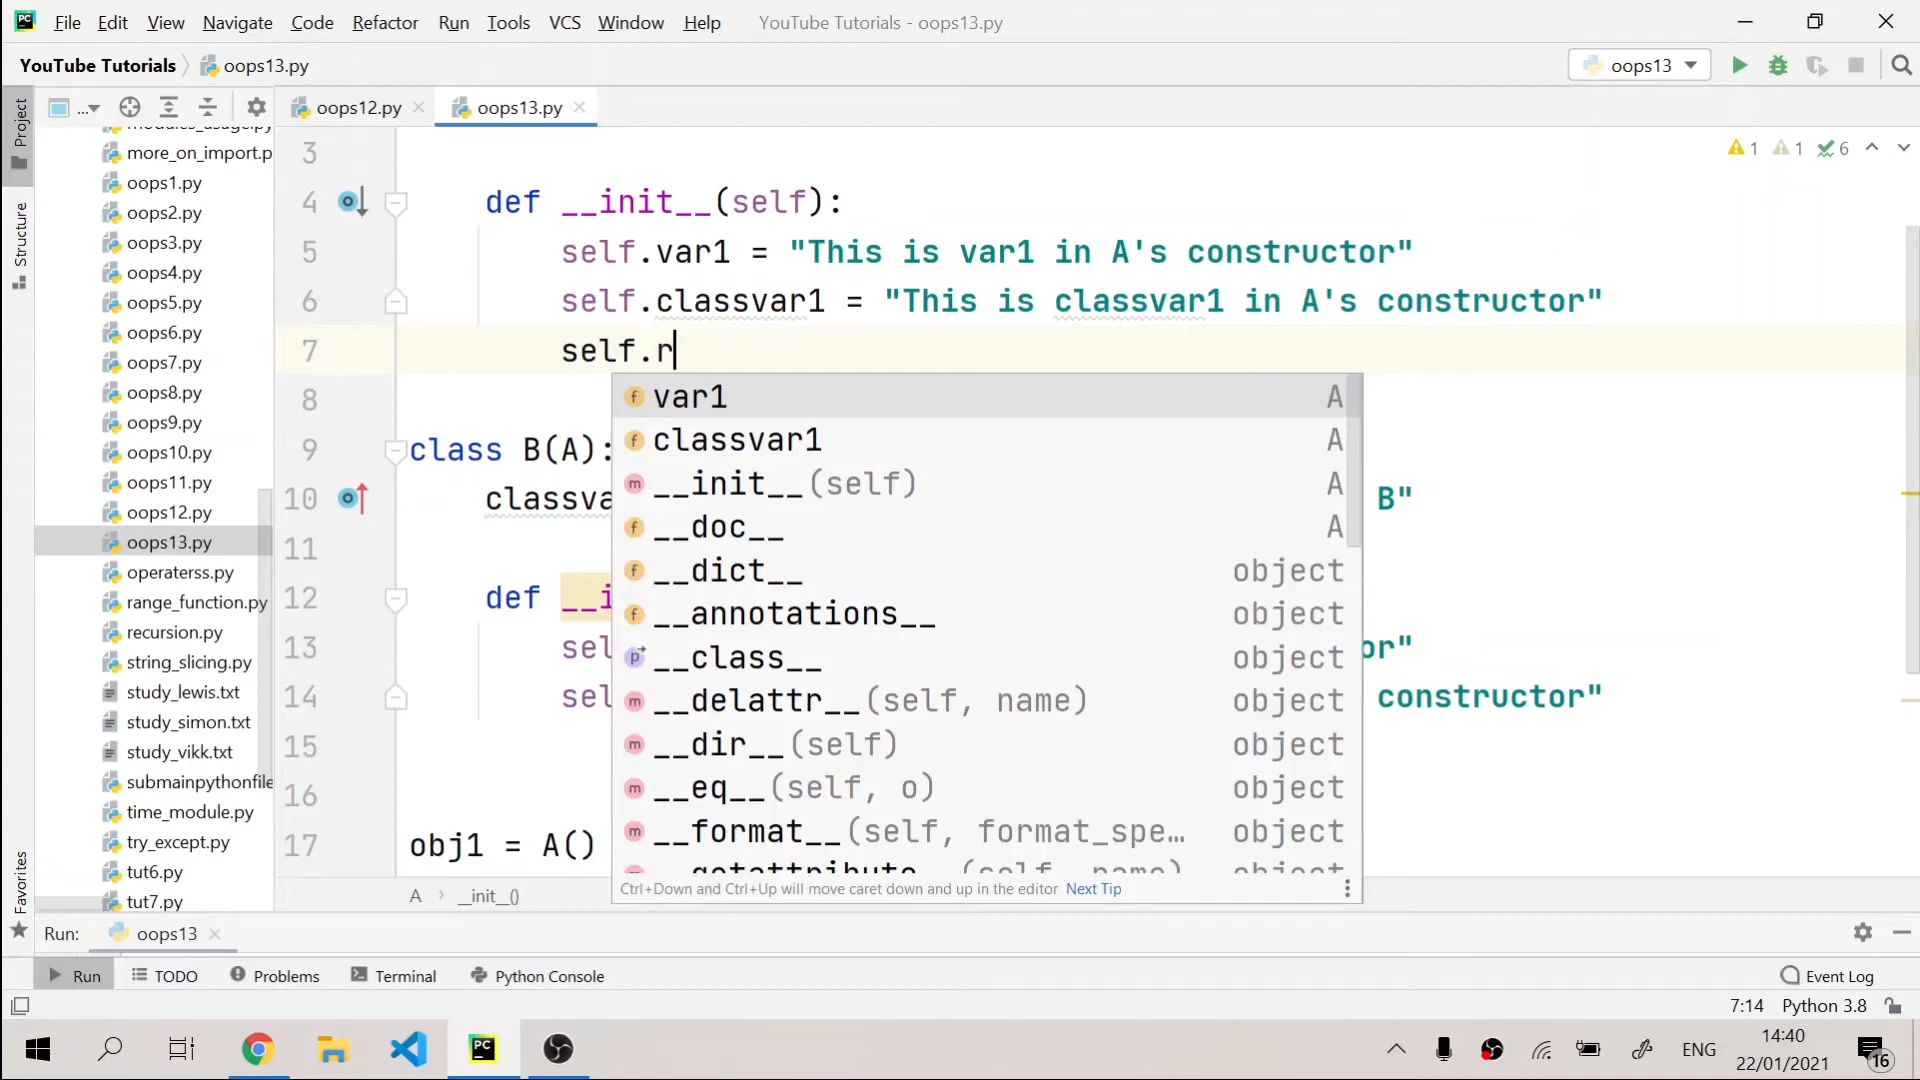 File Edit View Navigate Code Refactor Run Tools VCS Window Help YouTube Tutorials - oops13.py
YouTube Tutorials oops13.py oops13
Project
Structure
Favorites
...
more_on_import.p
oops1.py
oops2.py
oops3.py
oops4.py
oops5.py
oops6.py
oops7.py
oops8.py
oops9.py
oops10.py
oops11.py
oops12.py
oops13.py
operaterss.py
range_function.py
recursion.py
string_slicing.py
study_lewis.txt
study_simon.txt
study_vikk.txt
submainpythonfile
time_module.py
try_except.py
tut6.py
tut7.py
oops12.py oops13.py
1 1 6
3
4 def __init__(self):
5 self.var1 = "This is var1 in A's constructor"
6 self.classvar1 = "This is classvar1 in A's constructor"
7 self.r
8
9 class B(A):
10 classva B"
11
12 def __i
13 sel or"
14 sel constructor"
15
16
17 obj1 = A()
var1 A
classvar1 A
__init__(self) A
__doc__ A
__dict__ object
__annotations__ object
__class__ object
__delattr__(self, name) object
__dir__(self) object
__eq__(self, o) object
__format__(self, format_spe… object
__getattribute__(self, name) object
Ctrl+Down and Ctrl+Up will move caret down and up in the editor Next Tip
A __init__()
Run: oops13
Run TODO Problems Terminal Python Console Event Log
7:14 Python 3.8
PC
ENG
14:40
22/01/2021
16